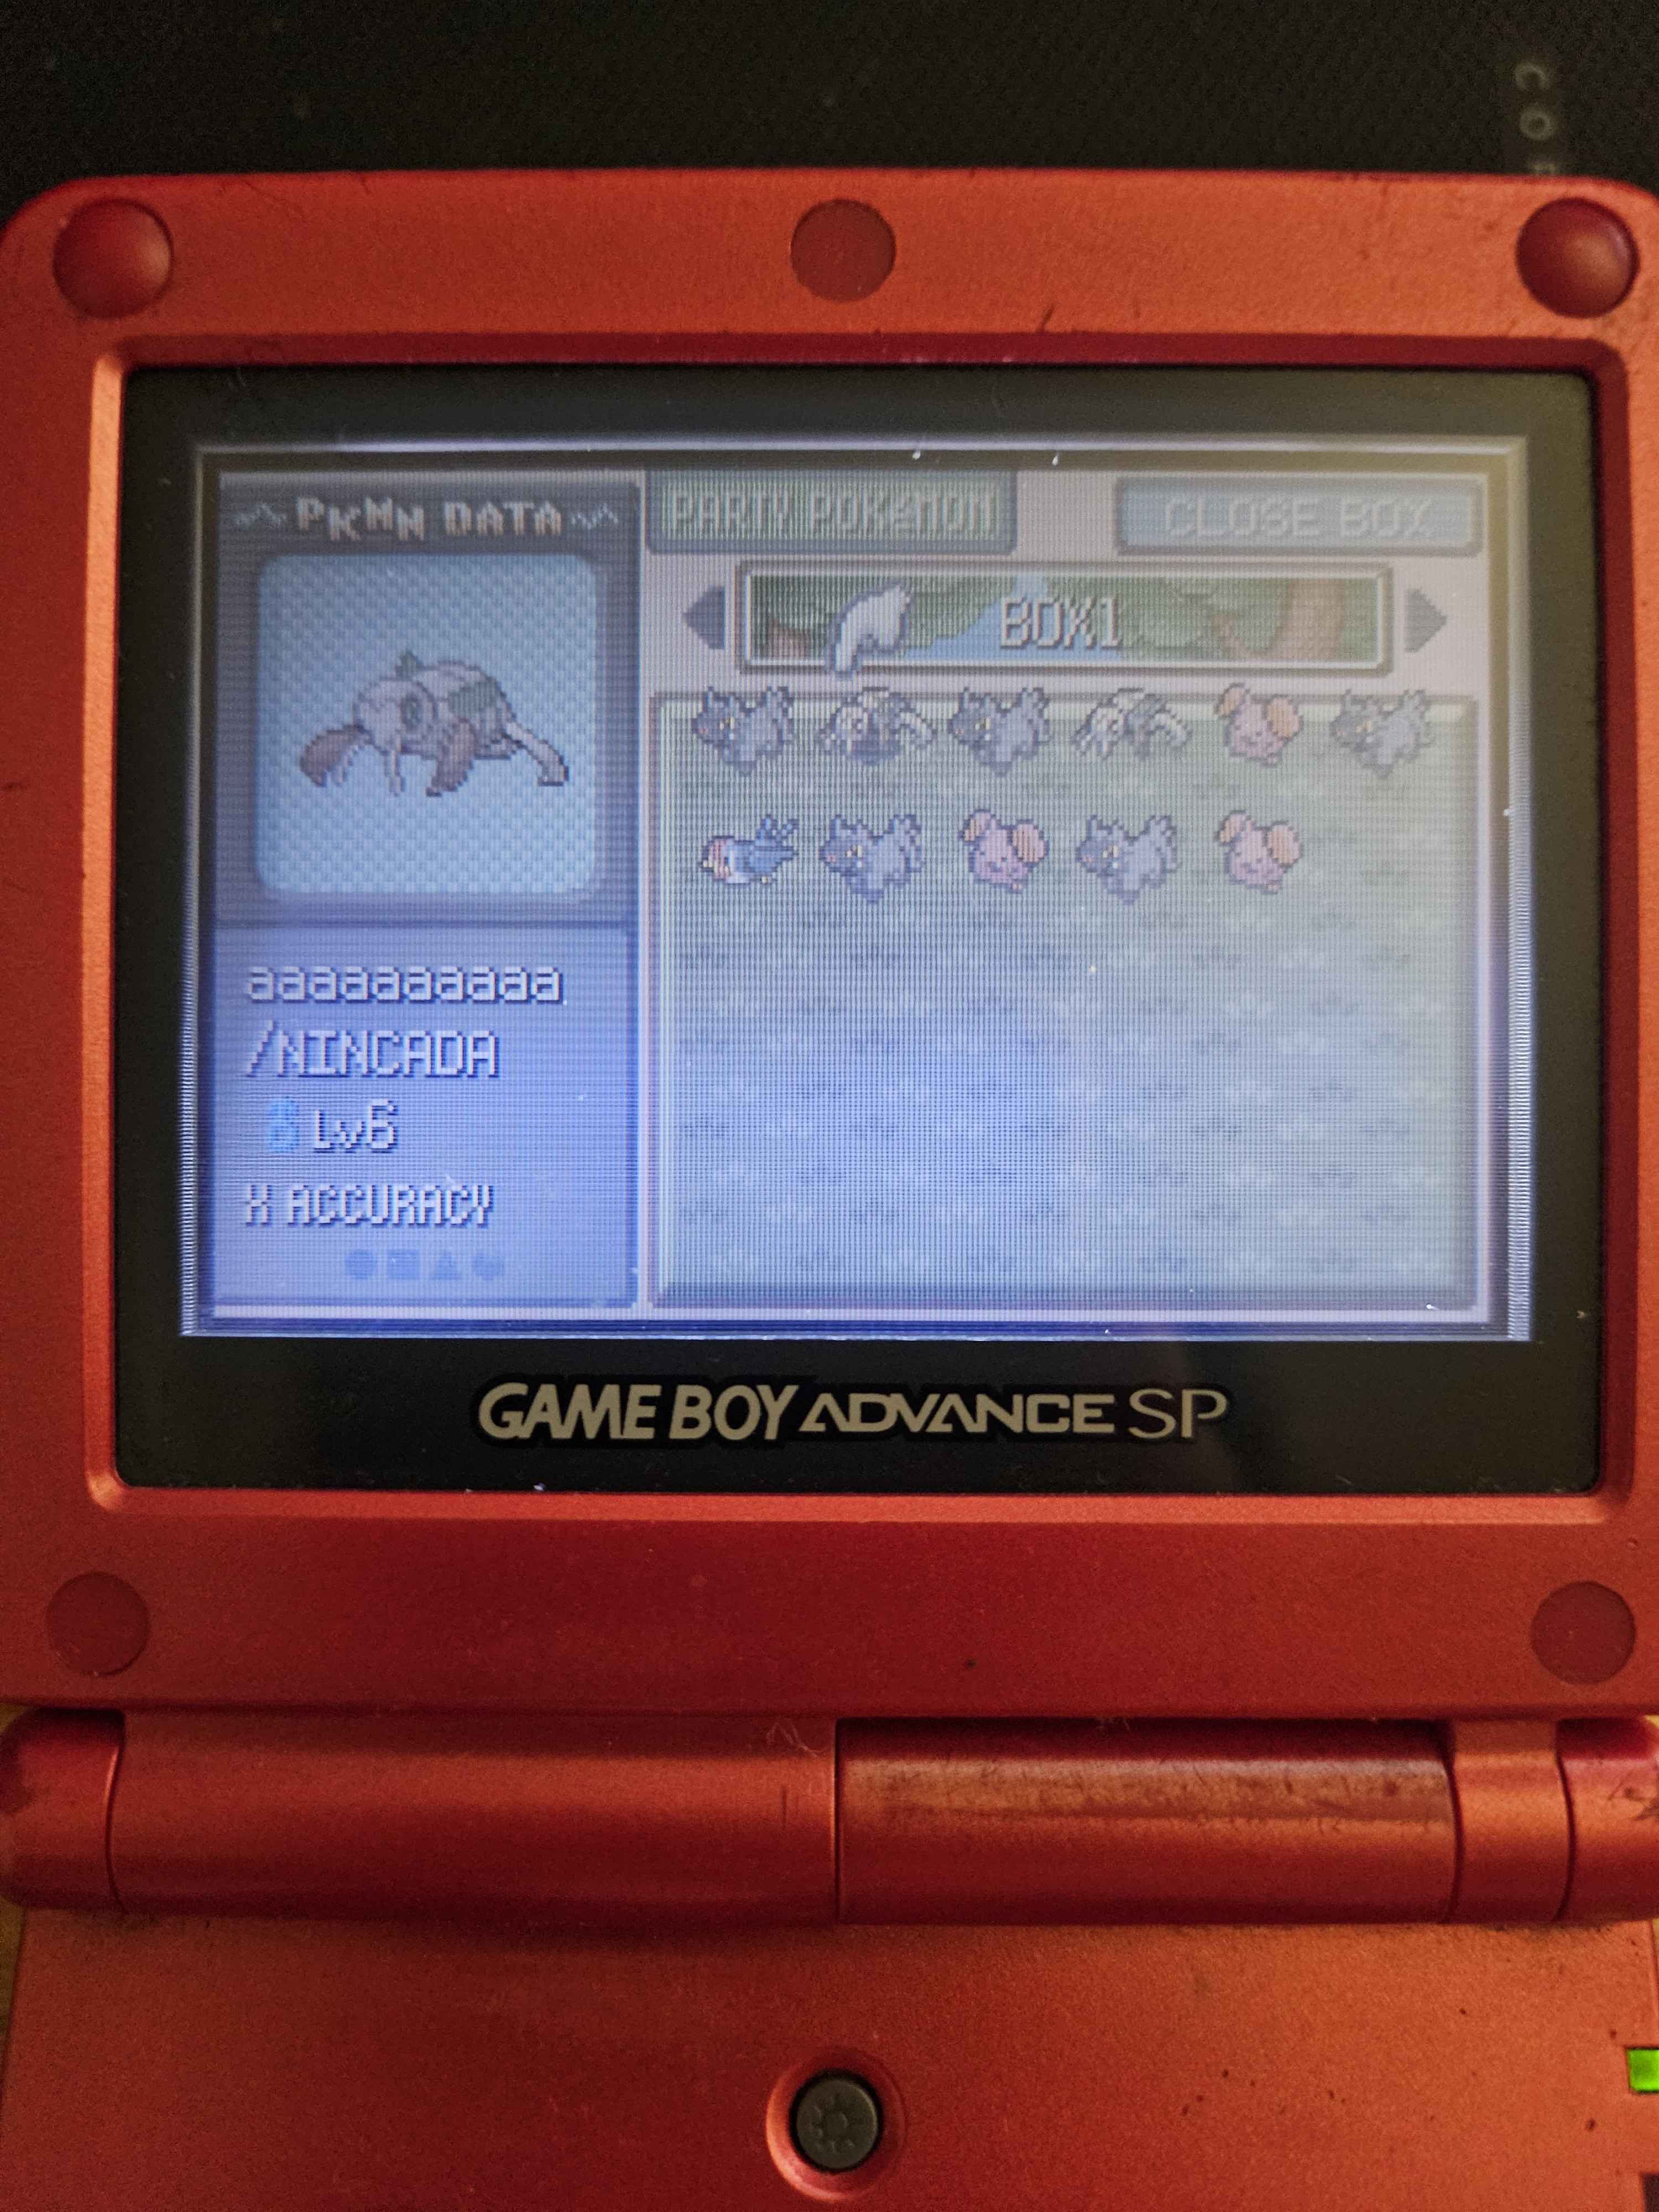 PKMN DATA
PARTY POKéMON
CLOSE BOX
BOX1
aaaaaaaaaa
/NINCADA
♂ Lv6
X ACCURACY
GAME BOY ADVANCE SP